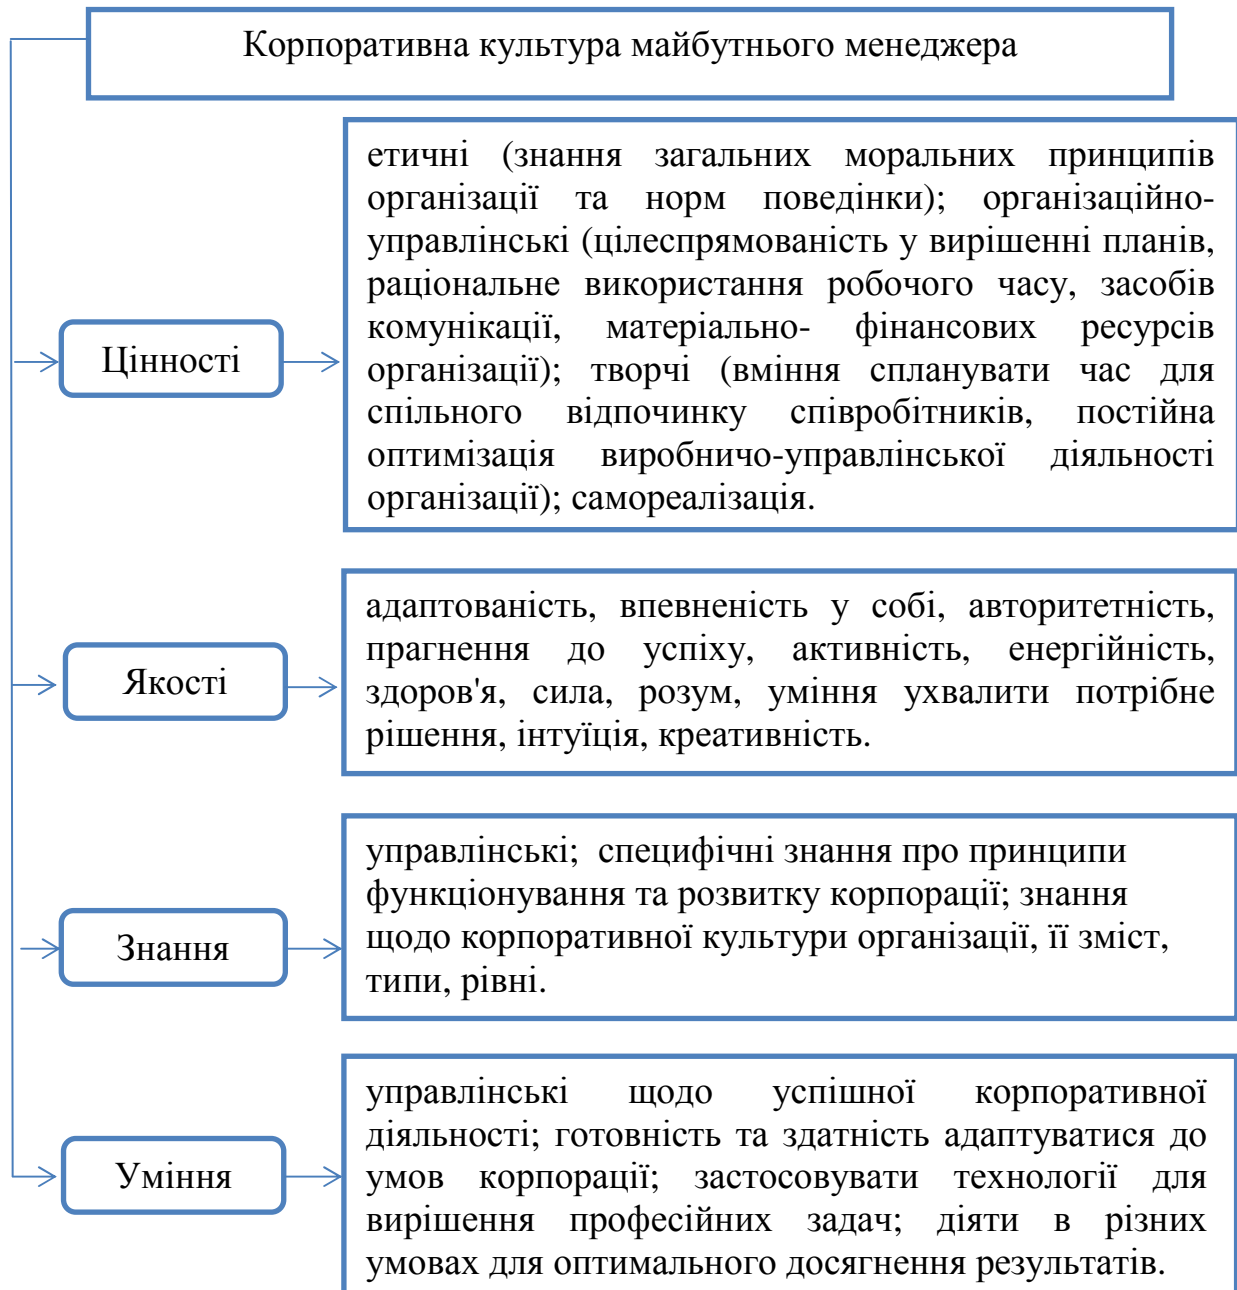 Корпоративна культура майбутнього менеджера
Цінності
етичні (знання загальних моральних принципів
організації та норм поведінки); організаційно-
управлінські (цілеспрямованість у вирішенні планів,
раціональне використання робочого часу, засобів
комунікації, матеріально- фінансових ресурсів
організації); творчі (вміння спланувати час для
спільного відпочинку співробітників, постійна
оптимізація виробничо-управлінської діяльності
організації); самореалізація.
Якості
адаптованість, впевненість у собі, авторитетність,
прагнення до успіху, активність, енергійність,
здоров'я, сила, розум, уміння ухвалити потрібне
рішення, інтуїція, креативність.
Знання
управлінські; специфічні знання про принципи
функціонування та розвитку корпорації; знання
щодо корпоративної культури організації, її зміст,
типи, рівні.
Уміння
управлінські щодо успішної корпоративної
діяльності; готовність та здатність адаптуватися до
умов корпорації; застосовувати технології для
вирішення професійних задач; діяти в різних
умовах для оптимального досягнення результатів.